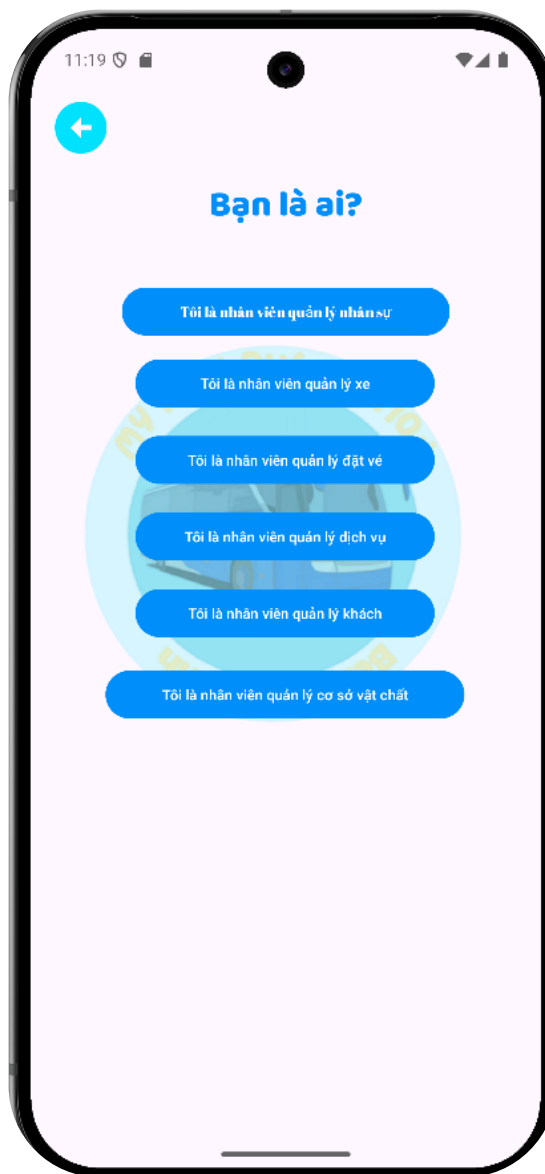 11:19
Bạn là ai?
Tôi là nhân viên quản lý nhân sự
Tôi là nhân viên quản lý xe
Tôi là nhân viên quản lý đặt vé
Tôi là nhân viên quản lý dịch vụ
Tôi là nhân viên quản lý khách
Tôi là nhân viên quản lý cơ sở vật chất